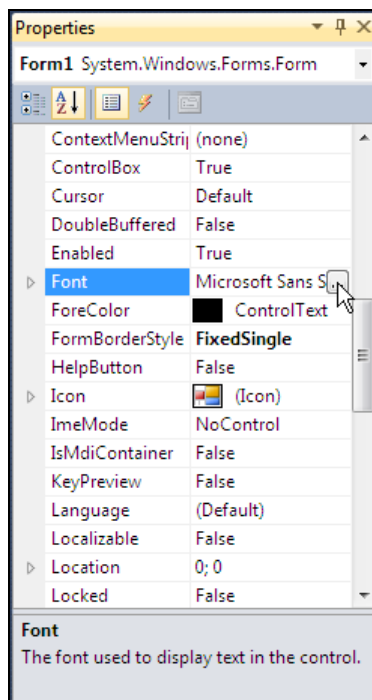 Properties
Form1 System.Windows.Forms.Form
ContextMenuStri (none)
ControlBox True
Cursor Default
DoubleBuffered False
Enabled True
Font Microsoft Sans S ...
ForeColor ControlText
FormBorderStyle FixedSingle
HelpButton False
Icon (Icon)
ImeMode NoControl
IsMdiContainer False
KeyPreview False
Language (Default)
Localizable False
Location 0; 0
Locked False
Font
The font used to display text in the control.